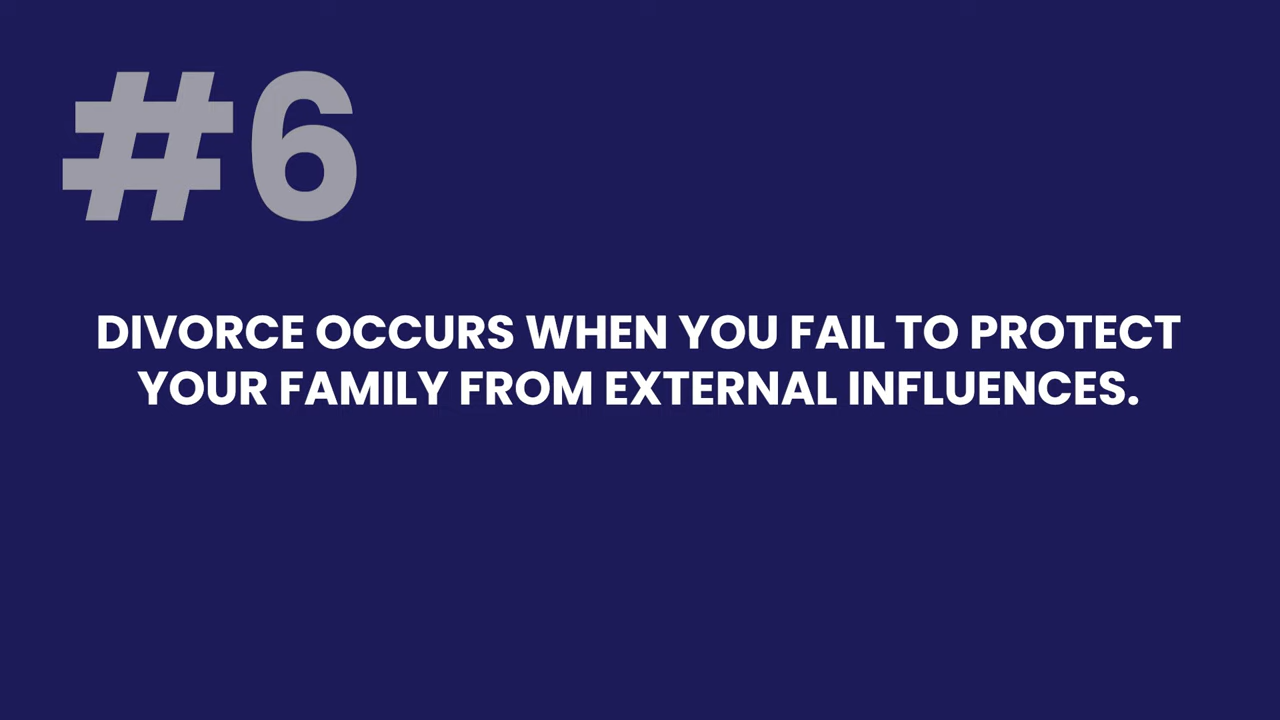 #6
DIVORCE OCCURS WHEN YOU FAIL TO PROTECT
YOUR FAMILY FROM EXTERNAL INFLUENCES.